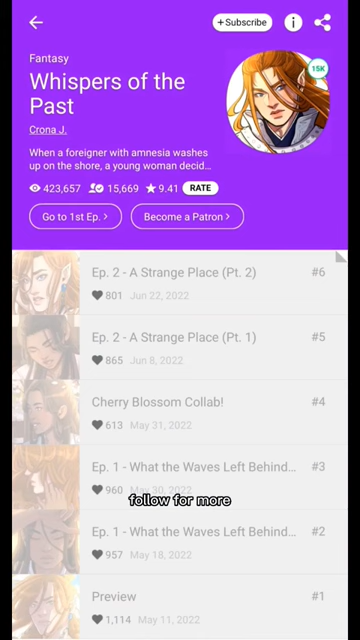 +Subscribe
Fantasy
Whispers of the
Past
Crona J.
15K
When a foreigner with amnesia washes
up on the shore, a young woman decid...
423,657 15,669 9.41 RATE
Go to 1st Ep. > Become a Patron >
Ep. 2 - A Strange Place (Pt. 2) #6
801 Jun 22, 2022
Ep. 2 - A Strange Place (Pt. 1) #5
865 Jun 8, 2022
Cherry Blossom Collab! #4
613 May 31, 2022
Ep. 1 - What the Waves Left Behind... #3
960 May 30, 2022
follow for more
Ep. 1 - What the Waves Left Behind... #2
957 May 18, 2022
Preview #1
1,114 May 11, 2022